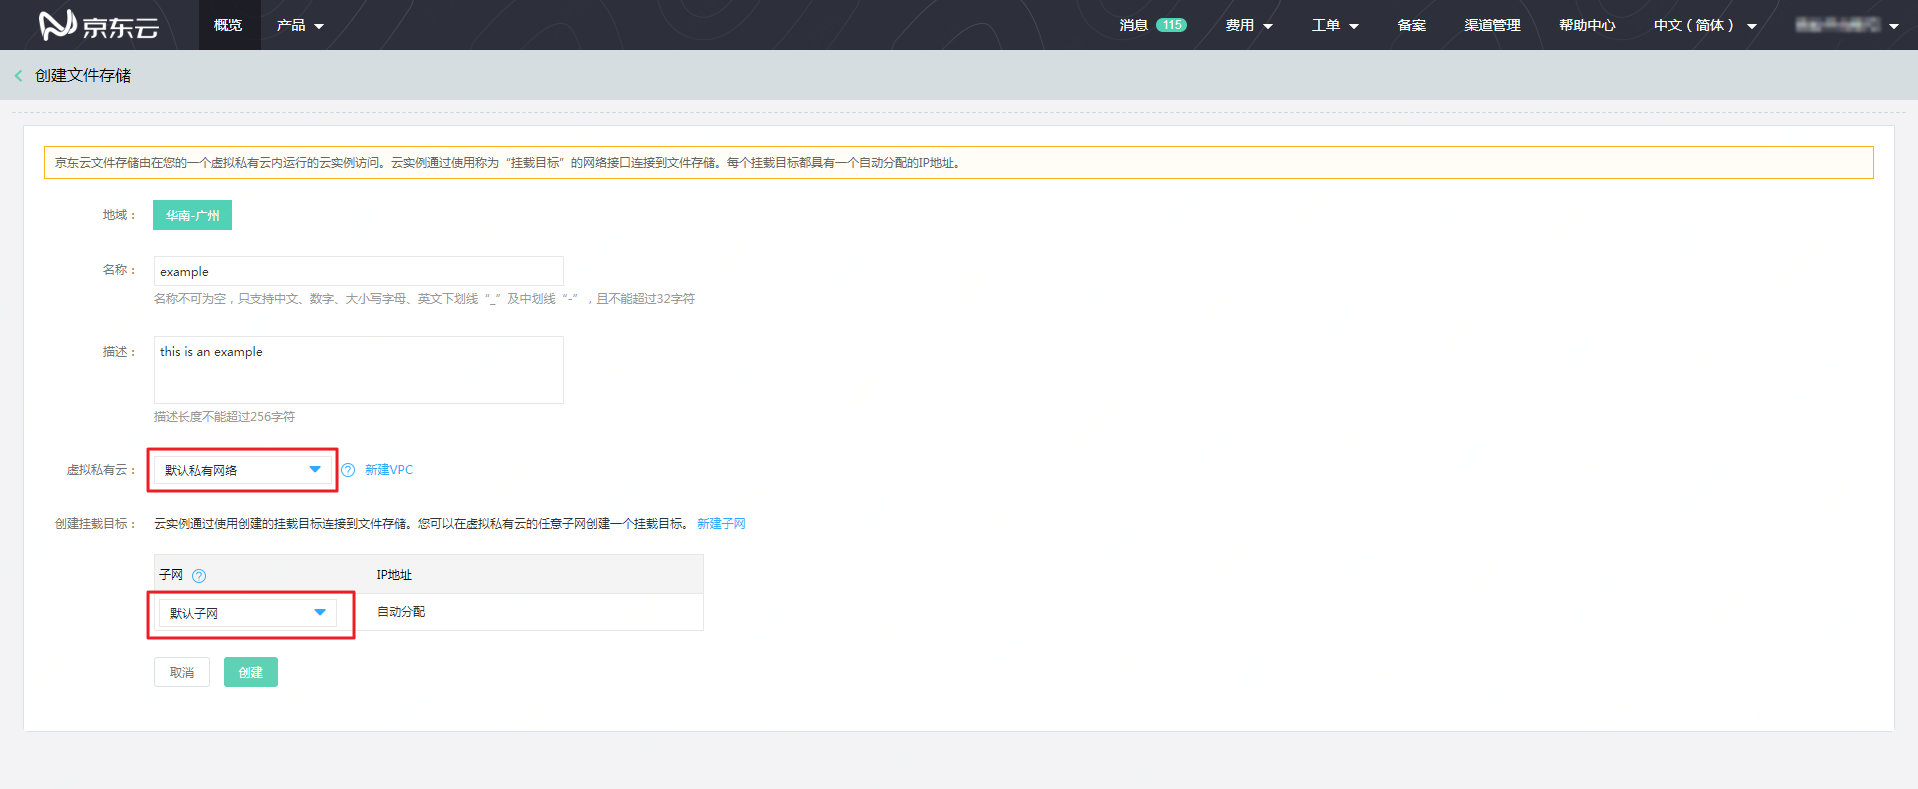 京东云 概览 产品 消息 115 费用 工单 备案 渠道管理 帮助中心 中文(简体)
创建文件存储
京东云文件存储由在您的一个虚拟私有云内运行的云实例访问。云实例通过使用称为“挂载目标”的网络接口连接到文件存储。每个挂载目标都具有一个自动分配的IP地址。
地域: 华南-广州
名称: example
名称不可为空，只支持中文、数字、大小写字母、英文下划线“_”及中划线“-”，且不能超过32字符
描述: this is an example
描述长度不能超过256字符
虚拟私有云: 默认私有网络 ? 新建VPC
创建挂载目标: 云实例通过使用创建的挂载目标连接到文件存储。您可以在虚拟私有云的任意子网创建一个挂载目标。 新建子网
子网 ? IP地址
默认子网 自动分配
取消 创建